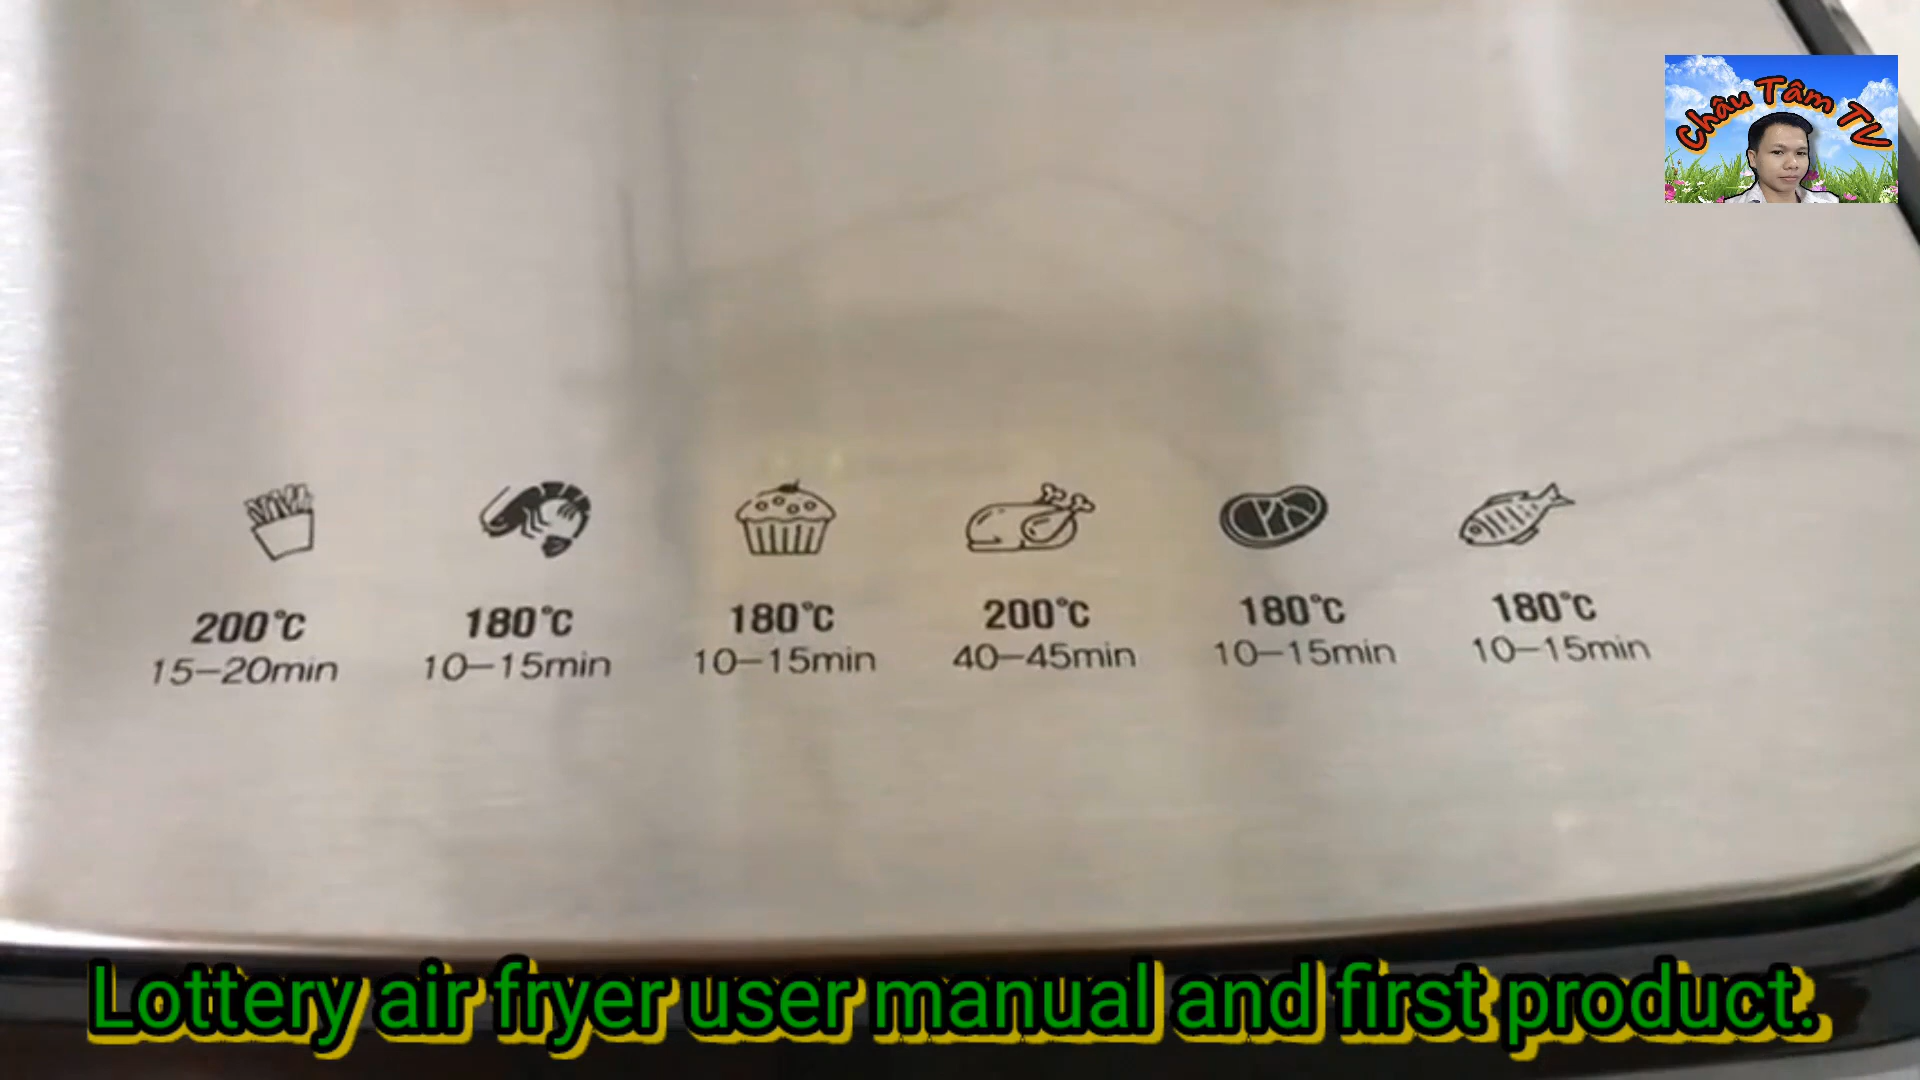 Châu Tâm TV
200°C 180°C 180°C 200°C 180°C 180°C
15-20min 10-15min 10-15min 40-45min 10-15min 10-15min
Lottery air fryer user manual and first product.